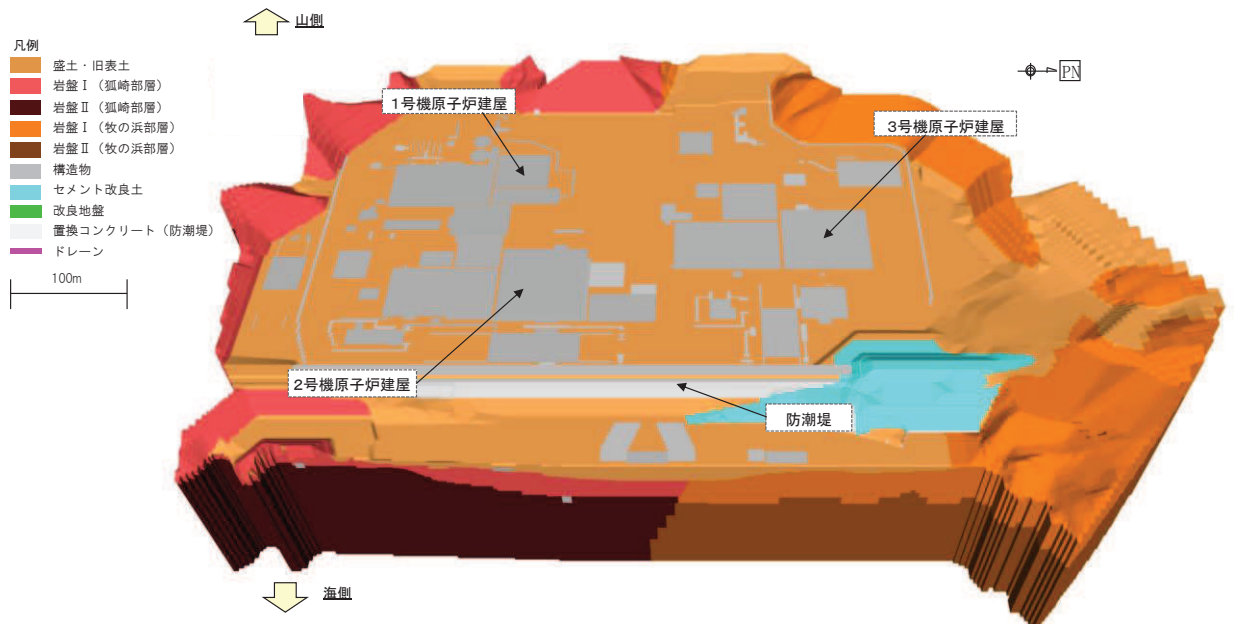 山側
凡例
盛土・旧表土
岩盤Ⅰ（狐崎部層）
岩盤Ⅱ（狐崎部層）
岩盤Ⅰ（牧の浜部層）
岩盤Ⅱ（牧の浜部層）
構造物
セメント改良土
改良地盤
置換コンクリート（防潮堤）
ドレーン
100m
PN
1号機原子炉建屋
3号機原子炉建屋
2号機原子炉建屋
防潮堤
海側